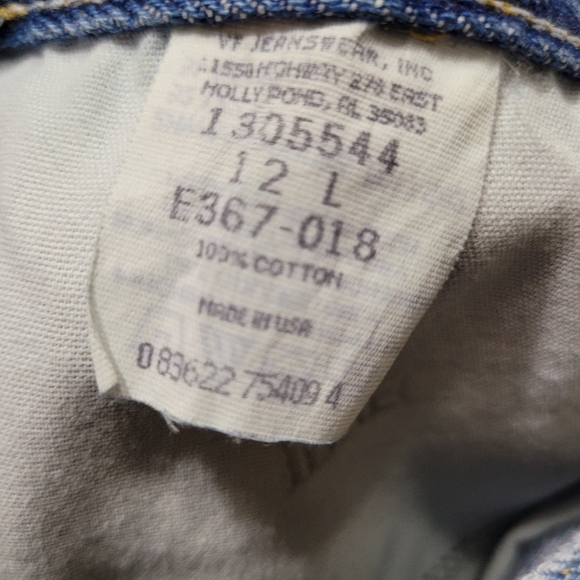 VF JEANSWEAR, INC
11550 HIGHWAY 278 EAST
HOLLY POND, AL 35083
1305544
12 L
E367-018
100% COTTON
MADE IN USA
0 83622 75409 4